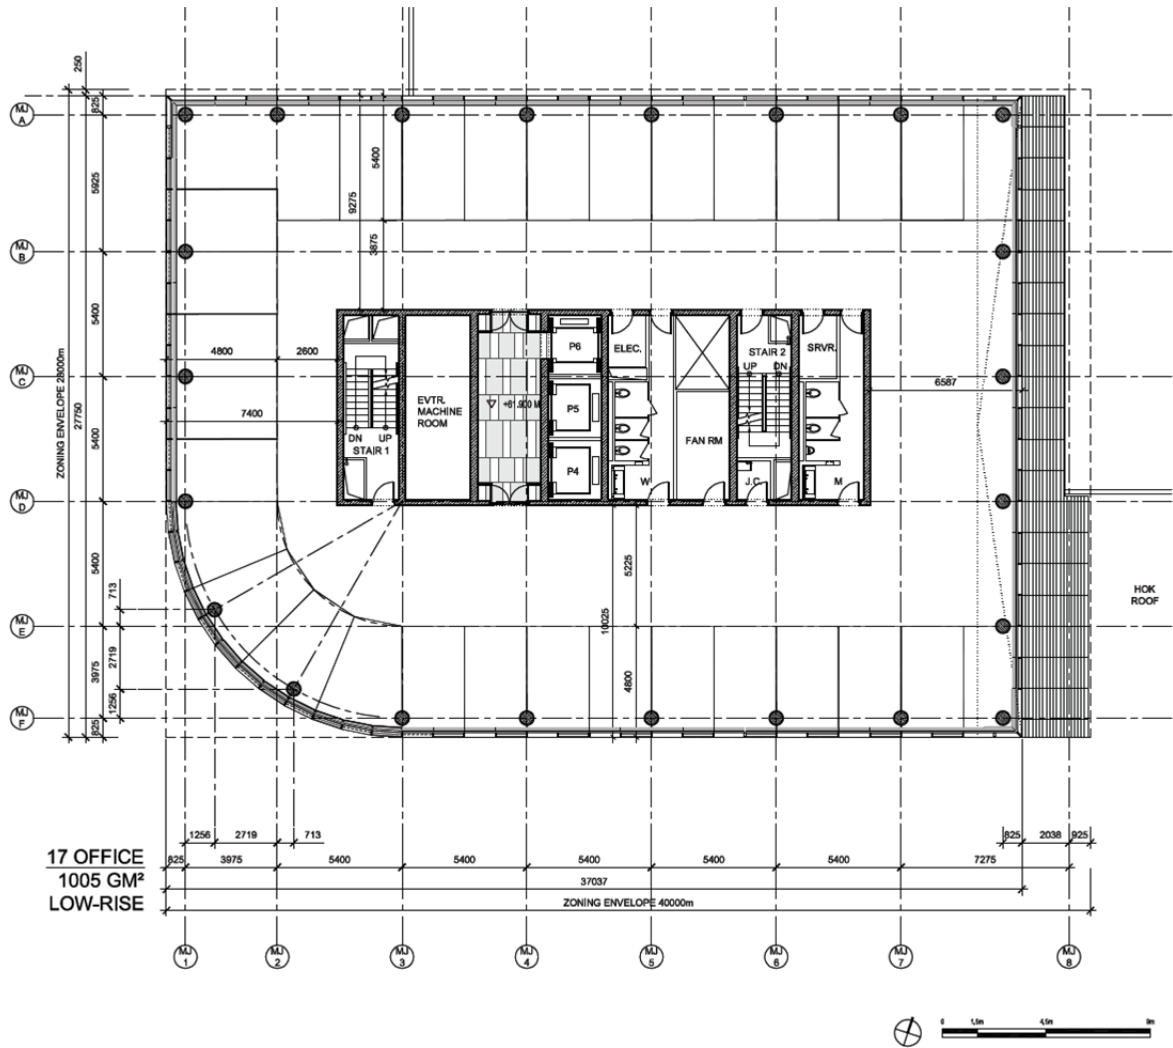 250
825
5925
5400
5400
5400
713
2719
1256
3975
825
27750
ZONING ENVELOPE 28000m
MJ
A
MJ
B
MJ
C
MJ
D
MJ
E
MJ
F
5400
9275
3875
4800
2600
7400
6587
5225
10025
4800
DN
UP
STAIR 1
EVTR.
MACHINE
ROOM
+61.900 M
P6
P5
P4
ELEC.
W
FAN RM
STAIR 2
UP
DN
J.C.
SRVR.
M
HOK
ROOF
1256
2719
713
825
2038
925
825
3975
5400
5400
5400
5400
5400
7275
37037
ZONING ENVELOPE 40000m
17 OFFICE
1005 GM²
LOW-RISE
MJ
1
MJ
2
MJ
3
MJ
4
MJ
5
MJ
6
MJ
7
MJ
8
0
1,5m
4,5m
9m